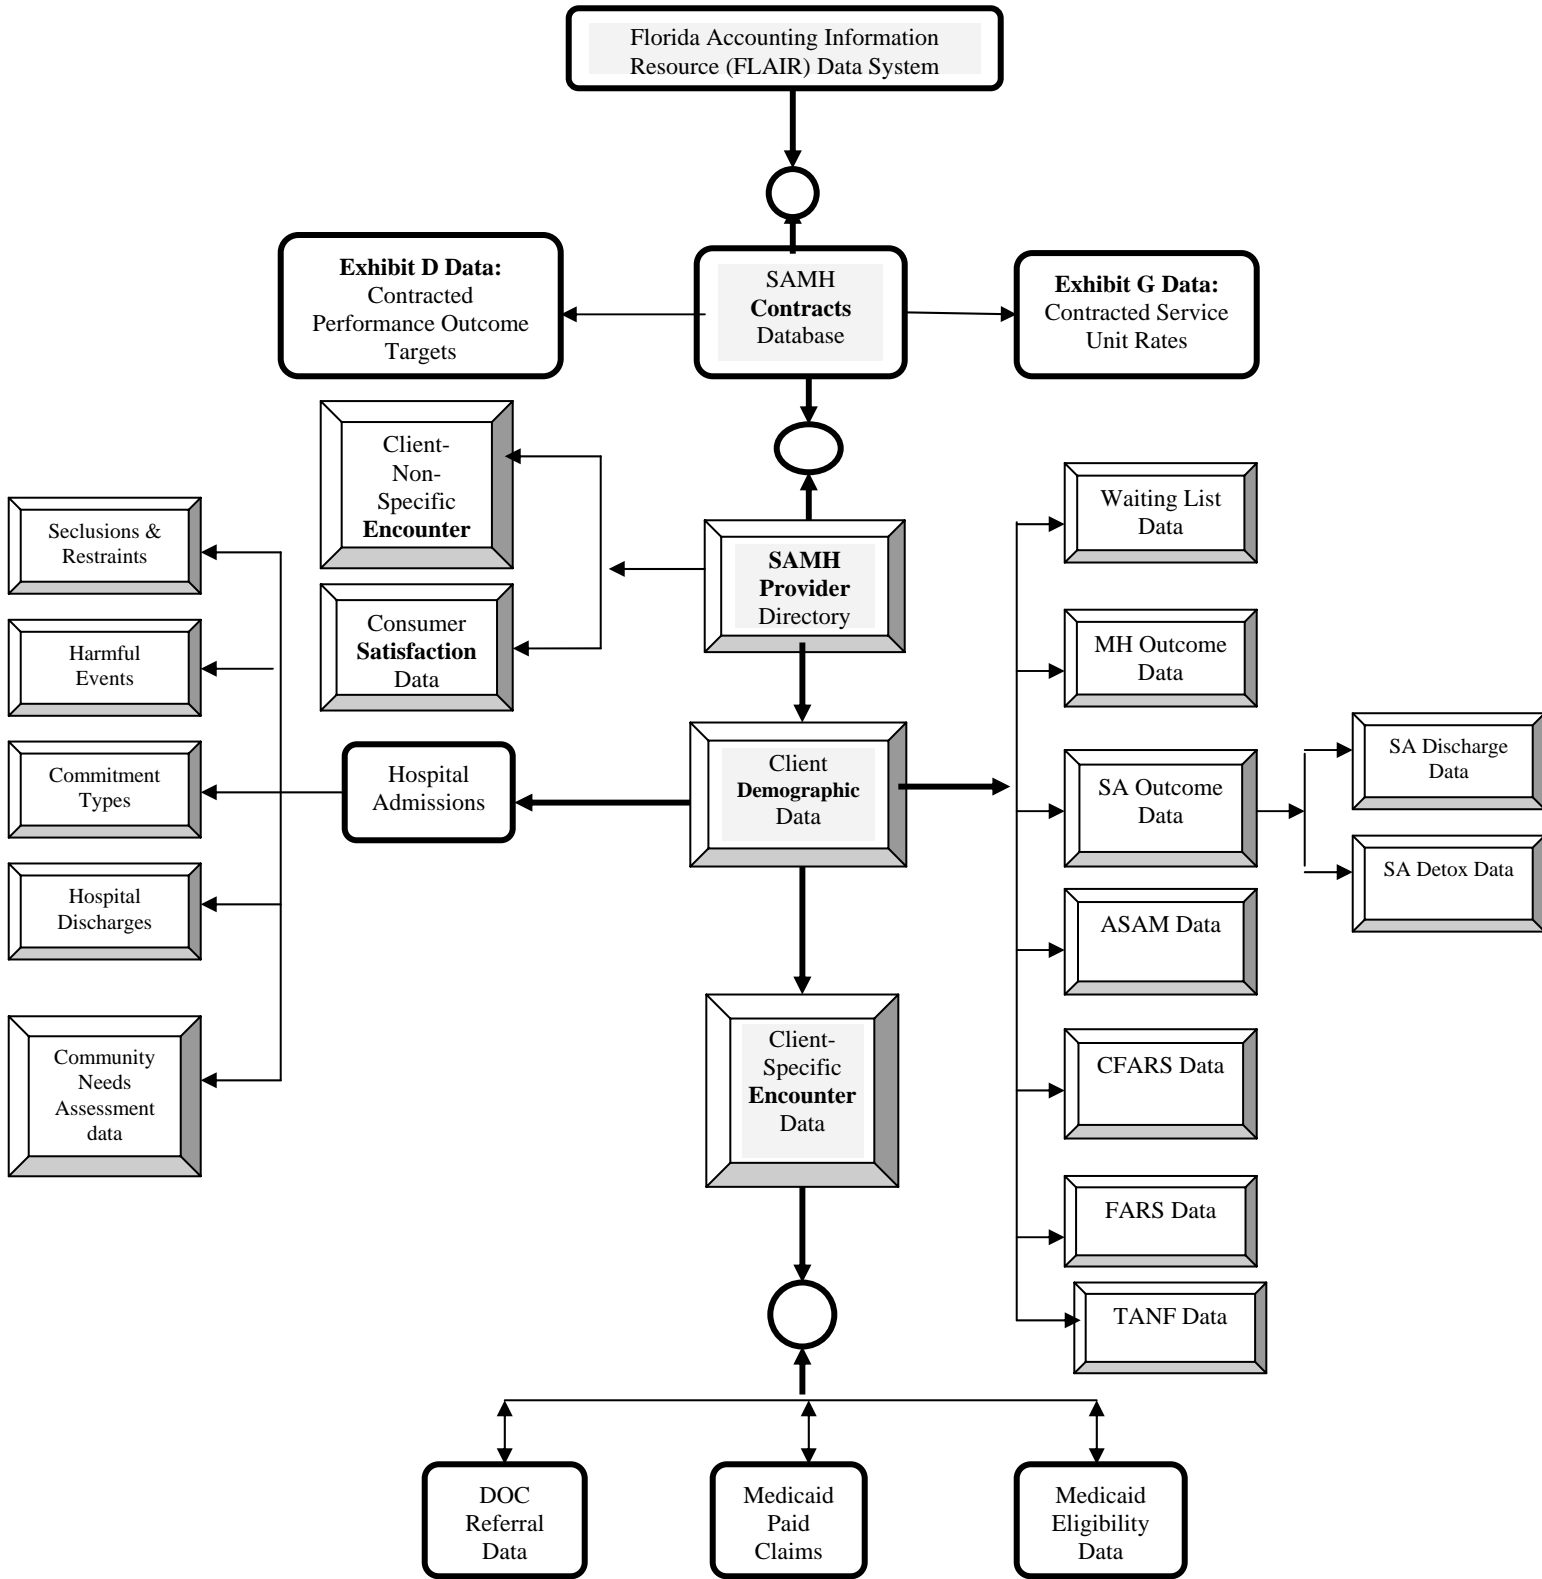 Florida Accounting Information
Resource (FLAIR) Data System
Exhibit D Data:
Contracted
Performance Outcome
Targets
SAMH
Contracts
Database
Exhibit G Data:
Contracted Service
Unit Rates
Client-
Non-
Specific
Encounter
Consumer
Satisfaction
Data
SAMH
Provider
Directory
Waiting List
Data
MH Outcome
Data
SA Outcome
Data
SA Discharge
Data
SA Detox Data
ASAM Data
CFARS Data
FARS Data
TANF Data
Seclusions &
Restraints
Harmful
Events
Commitment
Types
Hospital
Discharges
Community
Needs
Assessment
data
Hospital
Admissions
Client
Demographic
Data
Client-
Specific
Encounter
Data
DOC
Referral
Data
Medicaid
Paid
Claims
Medicaid
Eligibility
Data